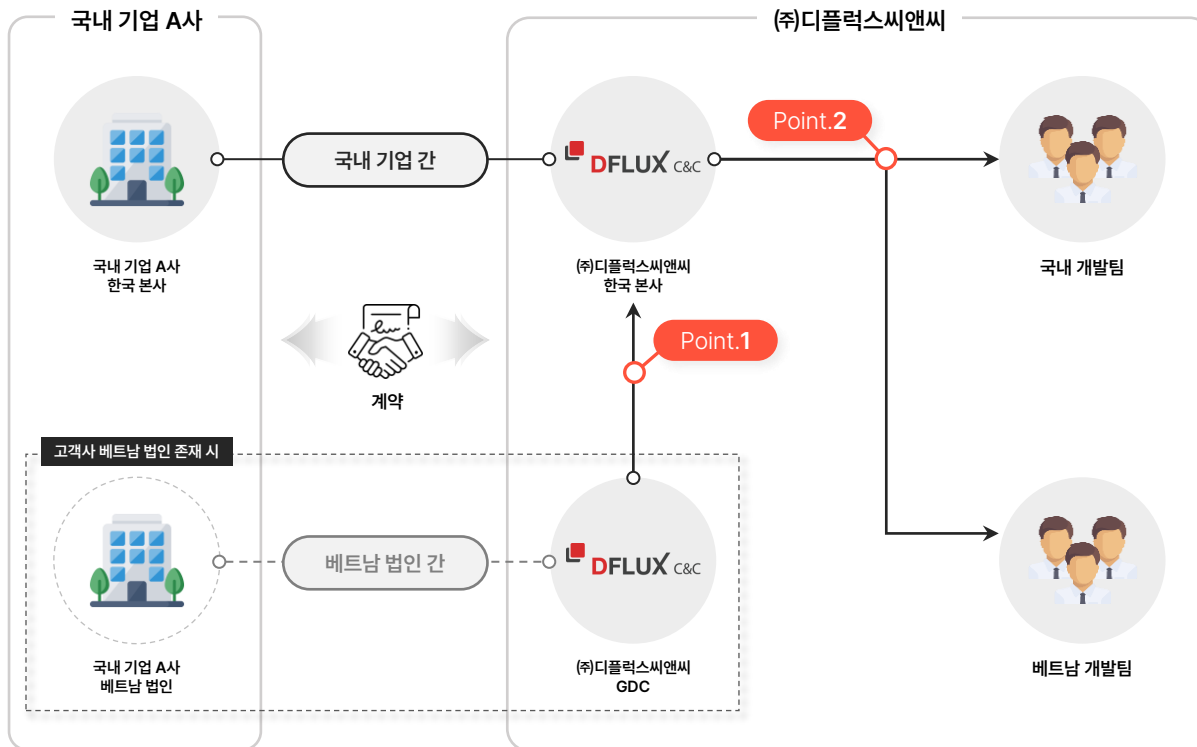 국내 기업 A사
(주)디플럭스씨앤씨
Point.2
국내 기업 간
DFLUX C&C
국내 기업 A사
한국 본사
(주)디플럭스씨앤씨
한국 본사
국내 개발팀
Point.1
계약
고객사 베트남 법인 존재 시
베트남 법인 간
DFLUX C&C
국내 기업 A사
베트남 법인
(주)디플럭스씨앤씨
GDC
베트남 개발팀